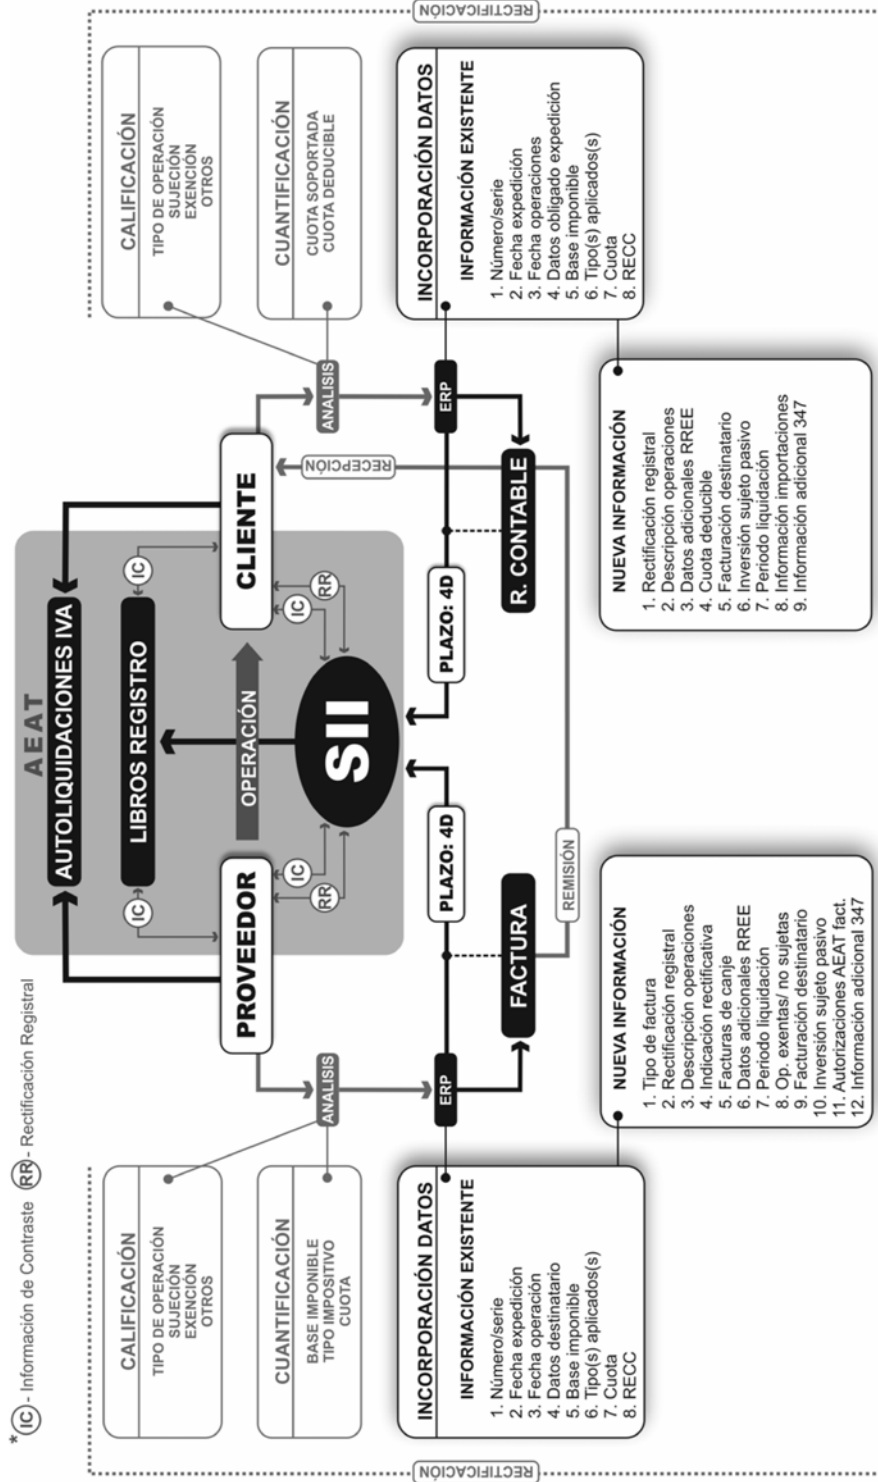 *IC - Información de Contraste RR - Rectificación Registral
AEAT
AUTOLIQUIDACIONES IVA
LIBROS REGISTRO
IC
IC
PROVEEDOR
OPERACIÓN
CLIENTE
IC
RR
IC
RR
SII
CALIFICACIÓN
TIPO DE OPERACIÓN
SUJECIÓN
EXENCIÓN
OTROS
CUANTIFICACIÓN
BASE IMPONIBLE
TIPO IMPOSITIVO
CUOTA
ANALISIS
ERP
PLAZO: 4D
FACTURA
REMISIÓN
INCORPORACIÓN DATOS
INFORMACIÓN EXISTENTE
1. Número/serie
2. Fecha expedición
3. Fecha operación
4. Datos destinatario
5. Base imponible
6. Tipo(s) aplicados(s)
7. Cuota
8. RECC
NUEVA INFORMACIÓN
1. Tipo de factura
2. Rectificación registral
3. Descripción operaciones
4. Indicación rectificativa
5. Facturas de canje
6. Datos adicionales RREE
7. Periodo liquidación
8. Op. exentas/ no sujetas
9. Facturación destinatario
10. Inversión sujeto pasivo
11. Autorizaciones AEAT fact.
12. Información adicional 347
RECTIFICACIÓN
CALIFICACIÓN
TIPO DE OPERACIÓN
SUJECIÓN
EXENCIÓN
OTROS
CUANTIFICACIÓN
CUOTA SOPORTADA
CUOTA DEDUCIBLE
ANALISIS
RECEPCIÓN
ERP
PLAZO: 4D
R. CONTABLE
INCORPORACÍÓN DATOS
INFORMACIÓN EXISTENTE
1. Número/serie
2. Fecha expedición
3. Fecha operaciones
4. Datos obligado expedición
5. Base imponible
6. Tipo(s) aplicados(s)
7. Cuota
8. RECC
NUEVA INFORMACIÓN
1. Rectificación registral
2. Descripción operaciones
3. Datos adicionales RREE
4. Cuota deducible
5. Facturación destinatario
6. Inversión sujeto pasivo
7. Periodo liquidación
8. Información importaciones
9. Información adicional 347
RECTIFICACIÓN